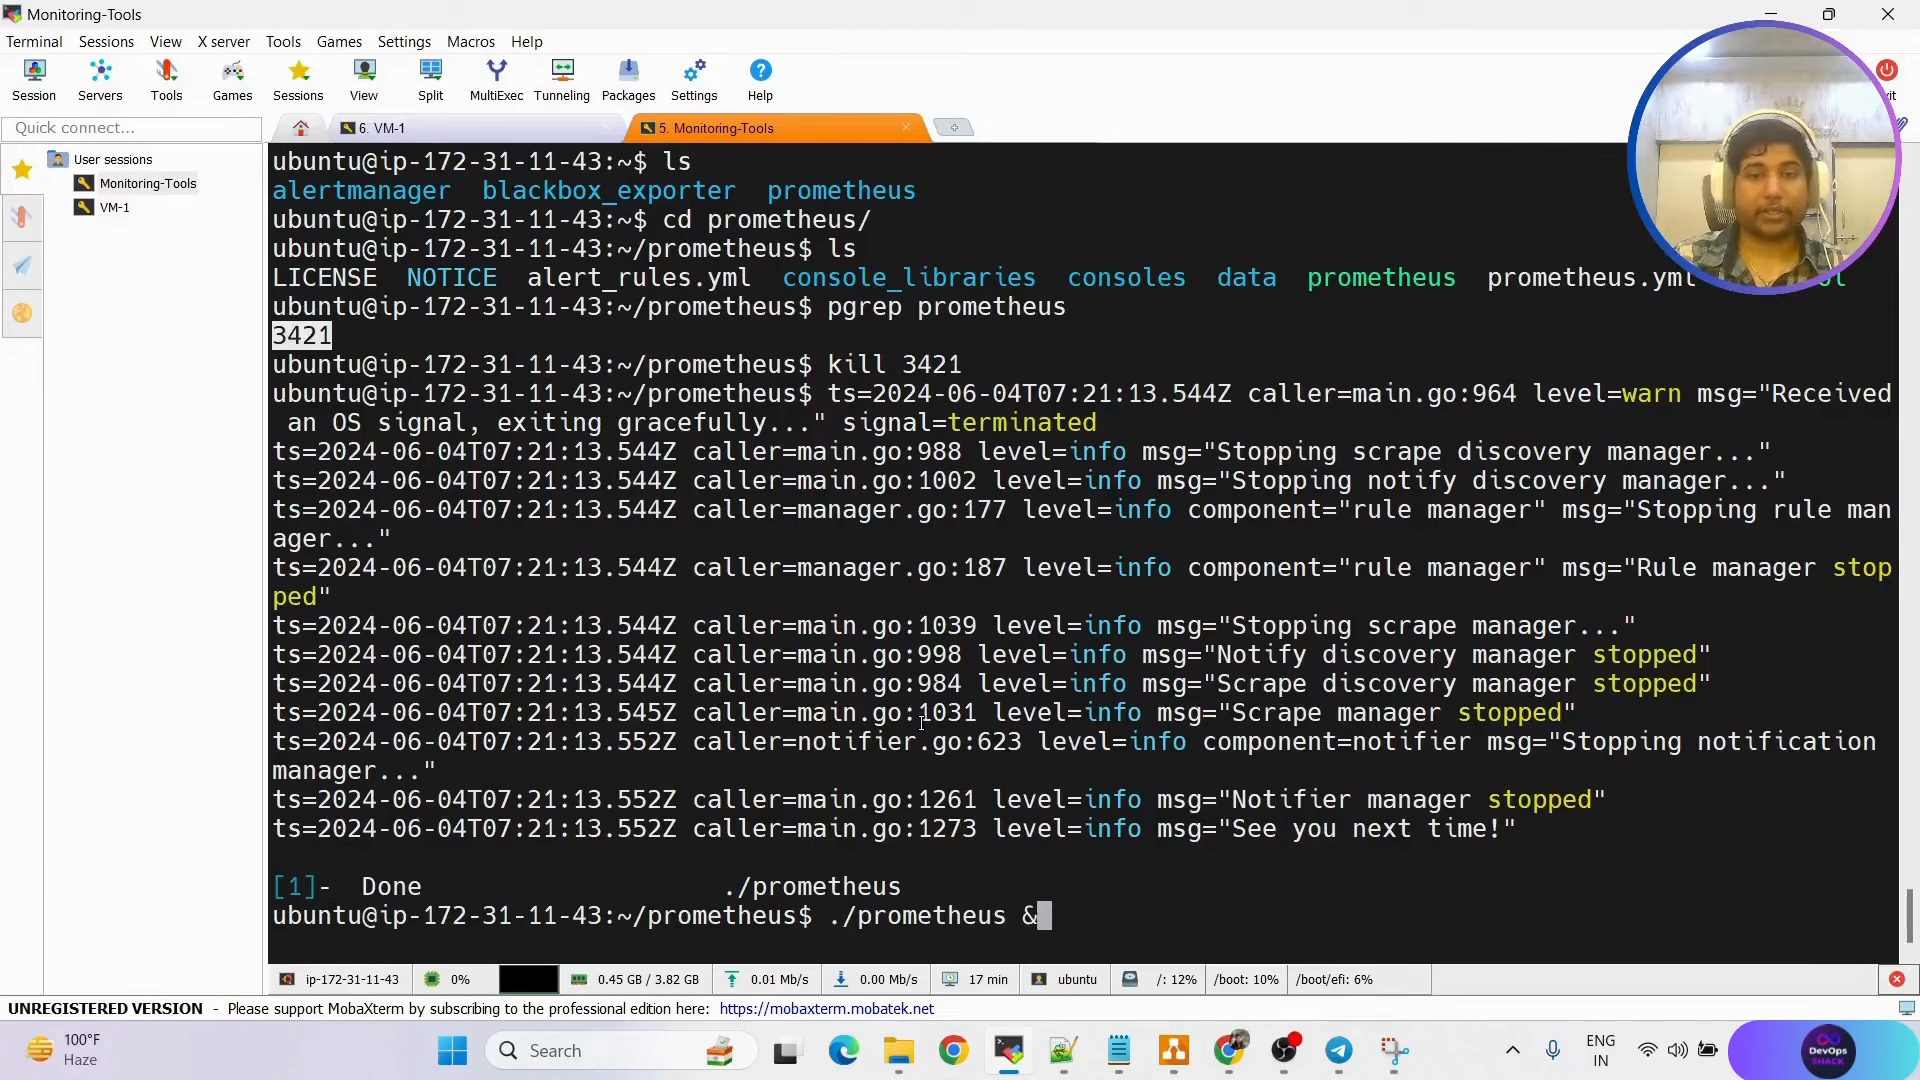 Monitoring-Tools
Terminal Sessions View X server Tools Games Settings Macros Help
Session Servers Tools Games Sessions View Split MultiExec Tunneling Packages Settings Help
Quick connect...
6. VM-1
5. Monitoring-Tools
User sessions
Monitoring-Tools
VM-1
ubuntu@ip-172-31-11-43:~$ ls
alertmanager blackbox_exporter prometheus
ubuntu@ip-172-31-11-43:~$ cd prometheus/
ubuntu@ip-172-31-11-43:~/prometheus$ ls
LICENSE NOTICE alert_rules.yml console_libraries consoles data prometheus prometheus.yml
ubuntu@ip-172-31-11-43:~/prometheus$ pgrep prometheus
3421
ubuntu@ip-172-31-11-43:~/prometheus$ kill 3421
ubuntu@ip-172-31-11-43:~/prometheus$ ts=2024-06-04T07:21:13.544Z caller=main.go:964 level=warn msg="Received
an OS signal, exiting gracefully..." signal=terminated
ts=2024-06-04T07:21:13.544Z caller=main.go:988 level=info msg="Stopping scrape discovery manager..."
ts=2024-06-04T07:21:13.544Z caller=main.go:1002 level=info msg="Stopping notify discovery manager..."
ts=2024-06-04T07:21:13.544Z caller=manager.go:177 level=info component="rule manager" msg="Stopping rule man
ager..."
ts=2024-06-04T07:21:13.544Z caller=manager.go:187 level=info component="rule manager" msg="Rule manager stop
ped"
ts=2024-06-04T07:21:13.544Z caller=main.go:1039 level=info msg="Stopping scrape manager..."
ts=2024-06-04T07:21:13.544Z caller=main.go:998 level=info msg="Notify discovery manager stopped"
ts=2024-06-04T07:21:13.544Z caller=main.go:984 level=info msg="Scrape discovery manager stopped"
ts=2024-06-04T07:21:13.545Z caller=main.go:1031 level=info msg="Scrape manager stopped"
ts=2024-06-04T07:21:13.552Z caller=notifier.go:623 level=info component=notifier msg="Stopping notification
manager..."
ts=2024-06-04T07:21:13.552Z caller=main.go:1261 level=info msg="Notifier manager stopped"
ts=2024-06-04T07:21:13.552Z caller=main.go:1273 level=info msg="See you next time!"
[1]- Done ./prometheus
ubuntu@ip-172-31-11-43:~/prometheus$ ./prometheus &
ip-172-31-11-43 0% 0.45 GB / 3.82 GB 0.01 Mb/s 0.00 Mb/s 17 min ubuntu /: 12% /boot: 10% /boot/efi: 6%
UNREGISTERED VERSION - Please support MobaXterm by subscribing to the professional edition here: https://mobaxterm.mobatek.net
100°F
Haze
Search
ENG
IN
DevOps
SHACK